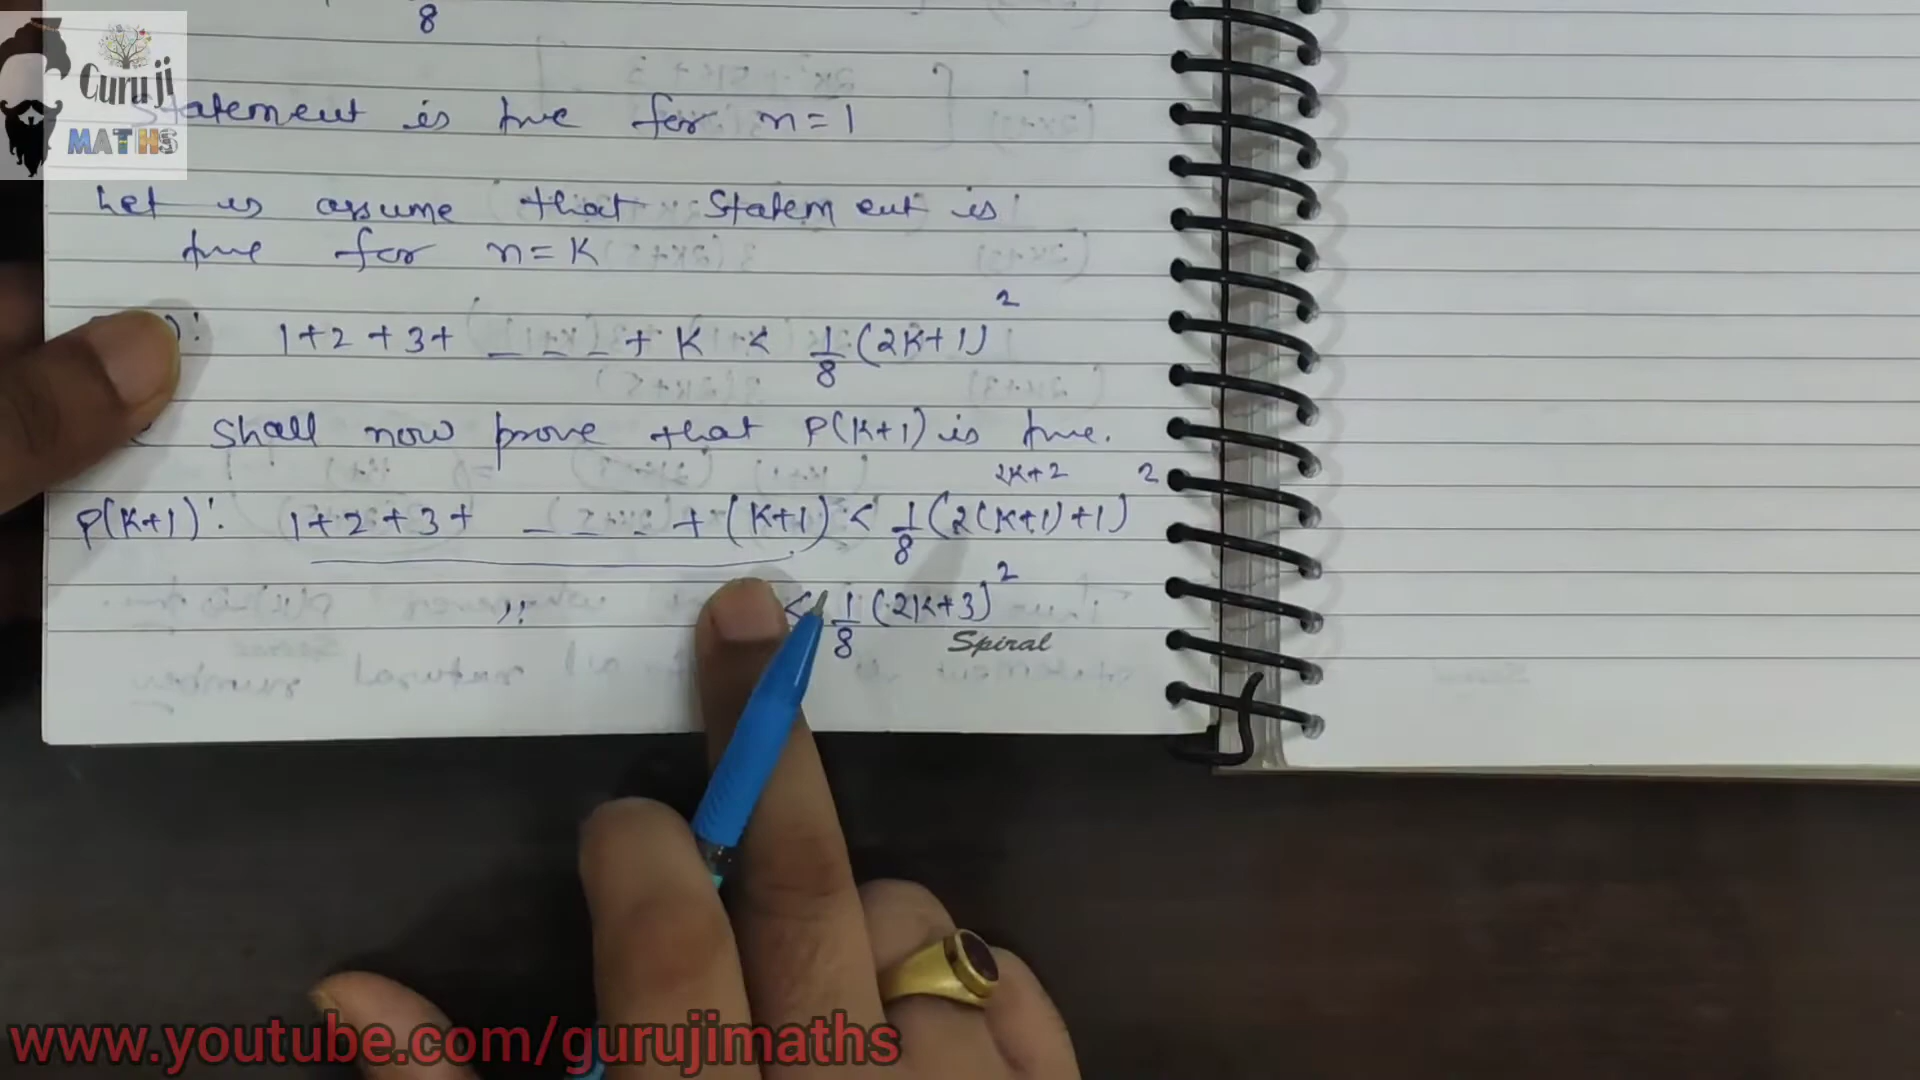 8
Guruji
MATHS
Statement is true for n=1
Let us assume that Statement is
true for n=K
): 1+2+3+ _ _ _ + K < 1/8 (2K+1)²
Shall now prove that P(K+1) is true.
2K+2
P(K+1): 1+2+3+ _ _ _ + (K+1) < 1/8 (2(K+1)+1)²
,, < 1/8 (2K+3)²
Spiral
www.youtube.com/gurujimaths